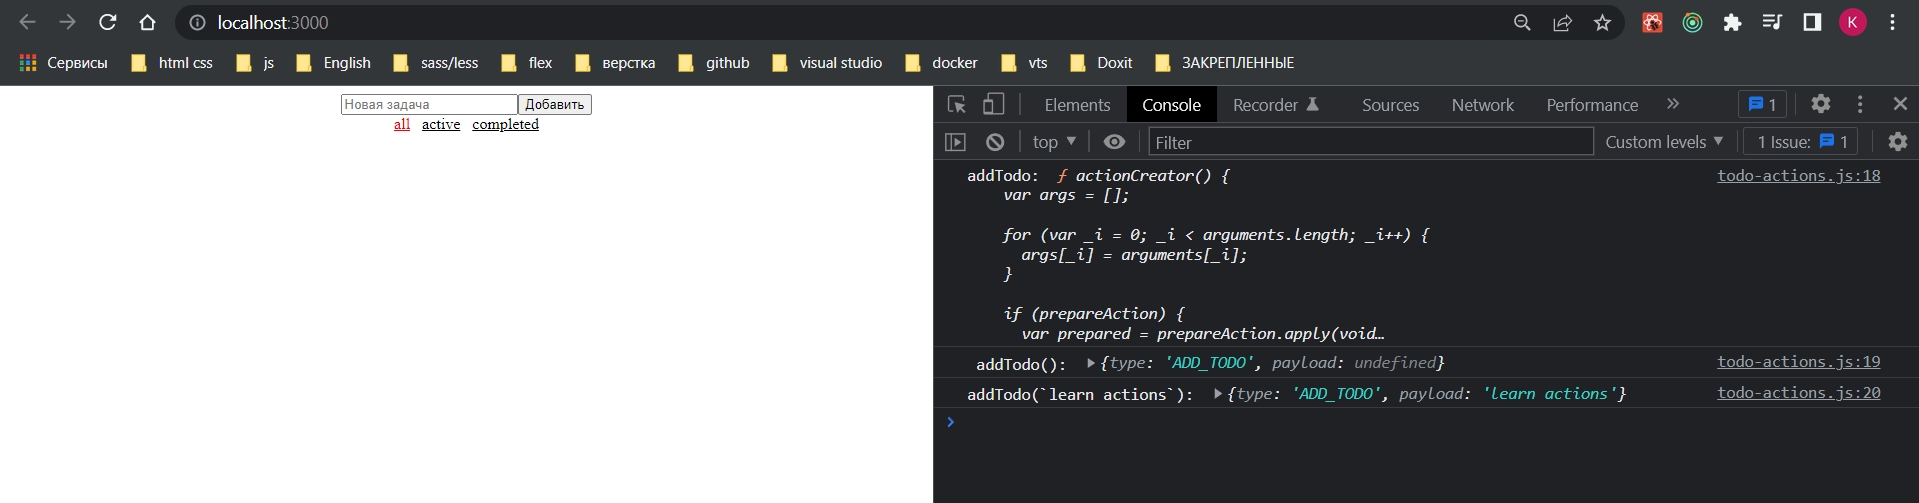 localhost:3000
K
Сервисы html css js English sass/less flex верстка github visual studio docker vts Doxit ЗАКРЕПЛЕННЫЕ
Новая задача Добавить
all active completed
Elements Console Recorder Sources Network Performance » 1
top Filter Custom levels 1 Issue: 1
addTodo: ƒ actionCreator() { todo-actions.js:18
var args = [];
for (var _i = 0; _i < arguments.length; _i++) {
args[_i] = arguments[_i];
}
if (prepareAction) {
var prepared = prepareAction.apply(void…
addTodo(): {type: 'ADD_TODO', payload: undefined} todo-actions.js:19
addTodo(`learn actions`): {type: 'ADD_TODO', payload: 'learn actions'} todo-actions.js:20